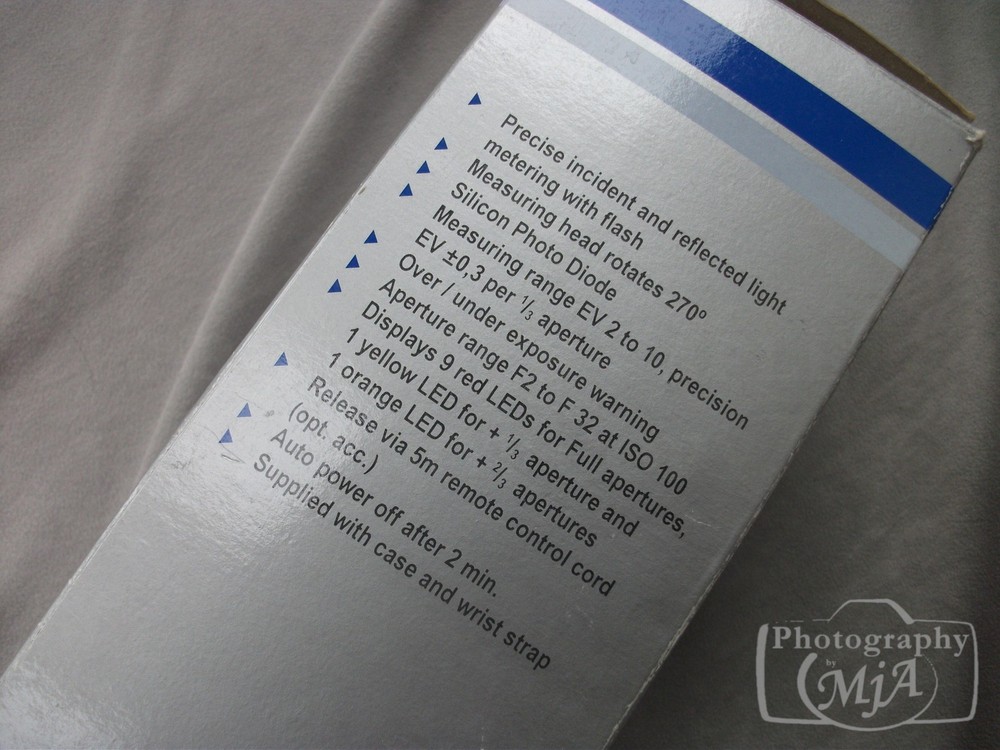 Precise incident and reflected light
metering with flash
Measuring head rotates 270º
Silicon Photo Diode
Measuring range EV 2 to 10, precision
EV ±0,3 per 1/3 aperture
Over / under exposure warning
Aperture range F2 to F 32 at ISO 100
Displays 9 red LEDs for Full apertures,
1 yellow LED for + 1/3 aperture and
1 orange LED for + 2/3 apertures
Release via 5m remote control cord
(opt. acc.)
Auto power off after 2 min.
Supplied with case and wrist strap
Photography
by
MjA